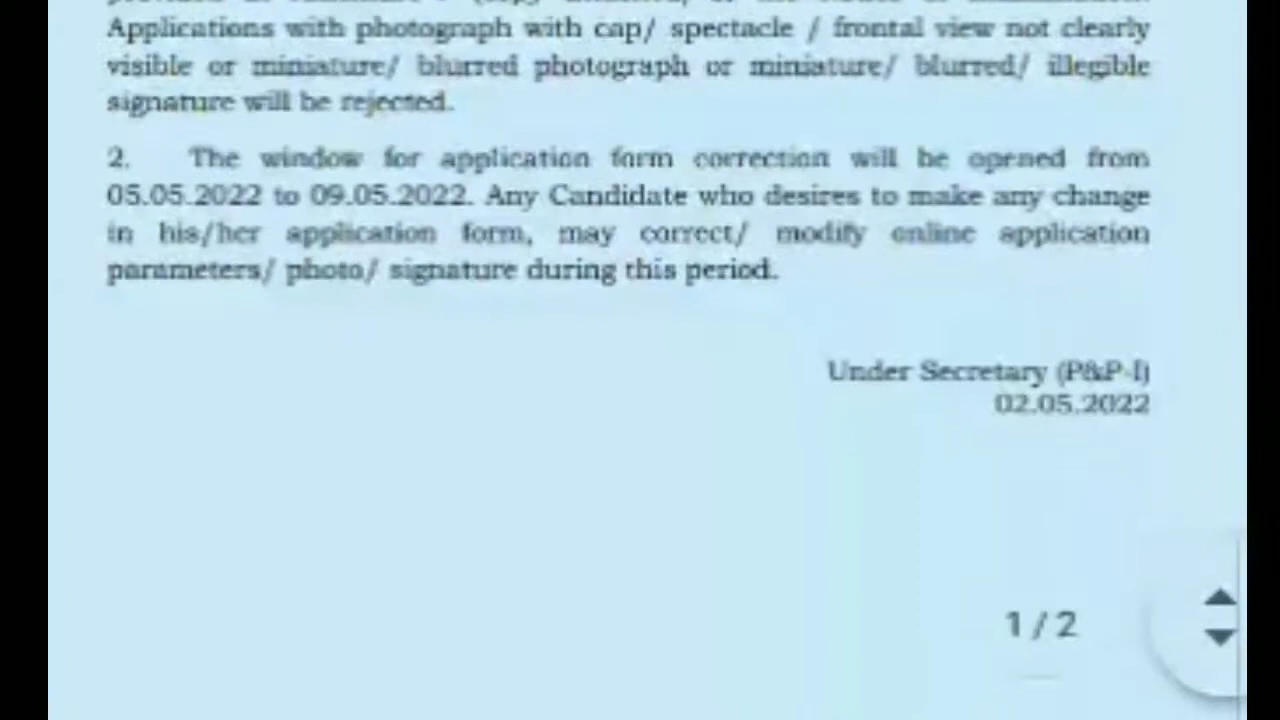 Applications with photograph with cap/ spectacle / frontal view not clearly
visible or miniature/ blurred photograph or miniature/ blurred/ illegible
signature will be rejected.
2. The window for application form correction will be opened from
05.05.2022 to 09.05.2022. Any Candidate who desires to make any change
in his/her application form, may correct/ modify online application
parameters/ photo/ signature during this period.
Under Secretary (P&P-I)
02.05.2022
1 / 2